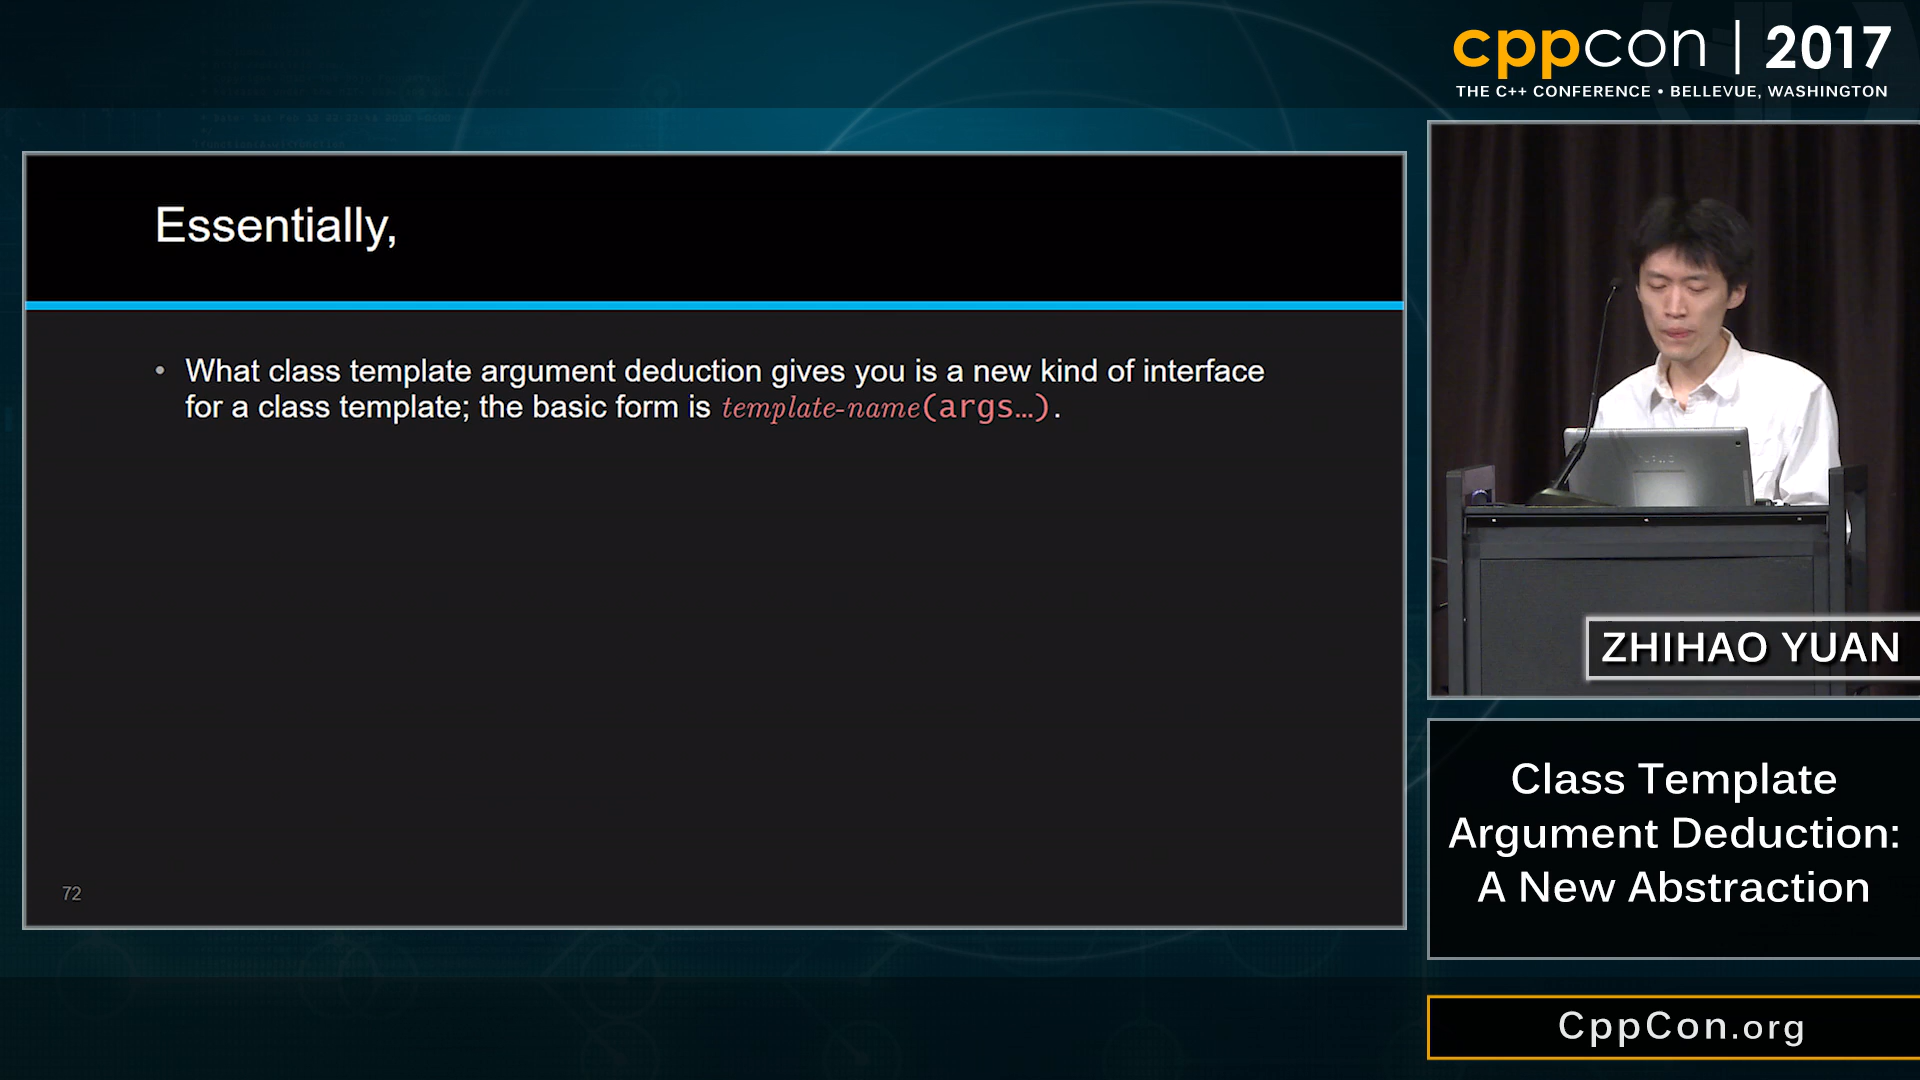 cppcon | 2017
THE C++ CONFERENCE • BELLEVUE, WASHINGTON
Essentially,
• What class template argument deduction gives you is a new kind of interface
for a class template; the basic form is template-name(args…).
72
ZHIHAO YUAN
Class Template
Argument Deduction:
A New Abstraction
CppCon.org